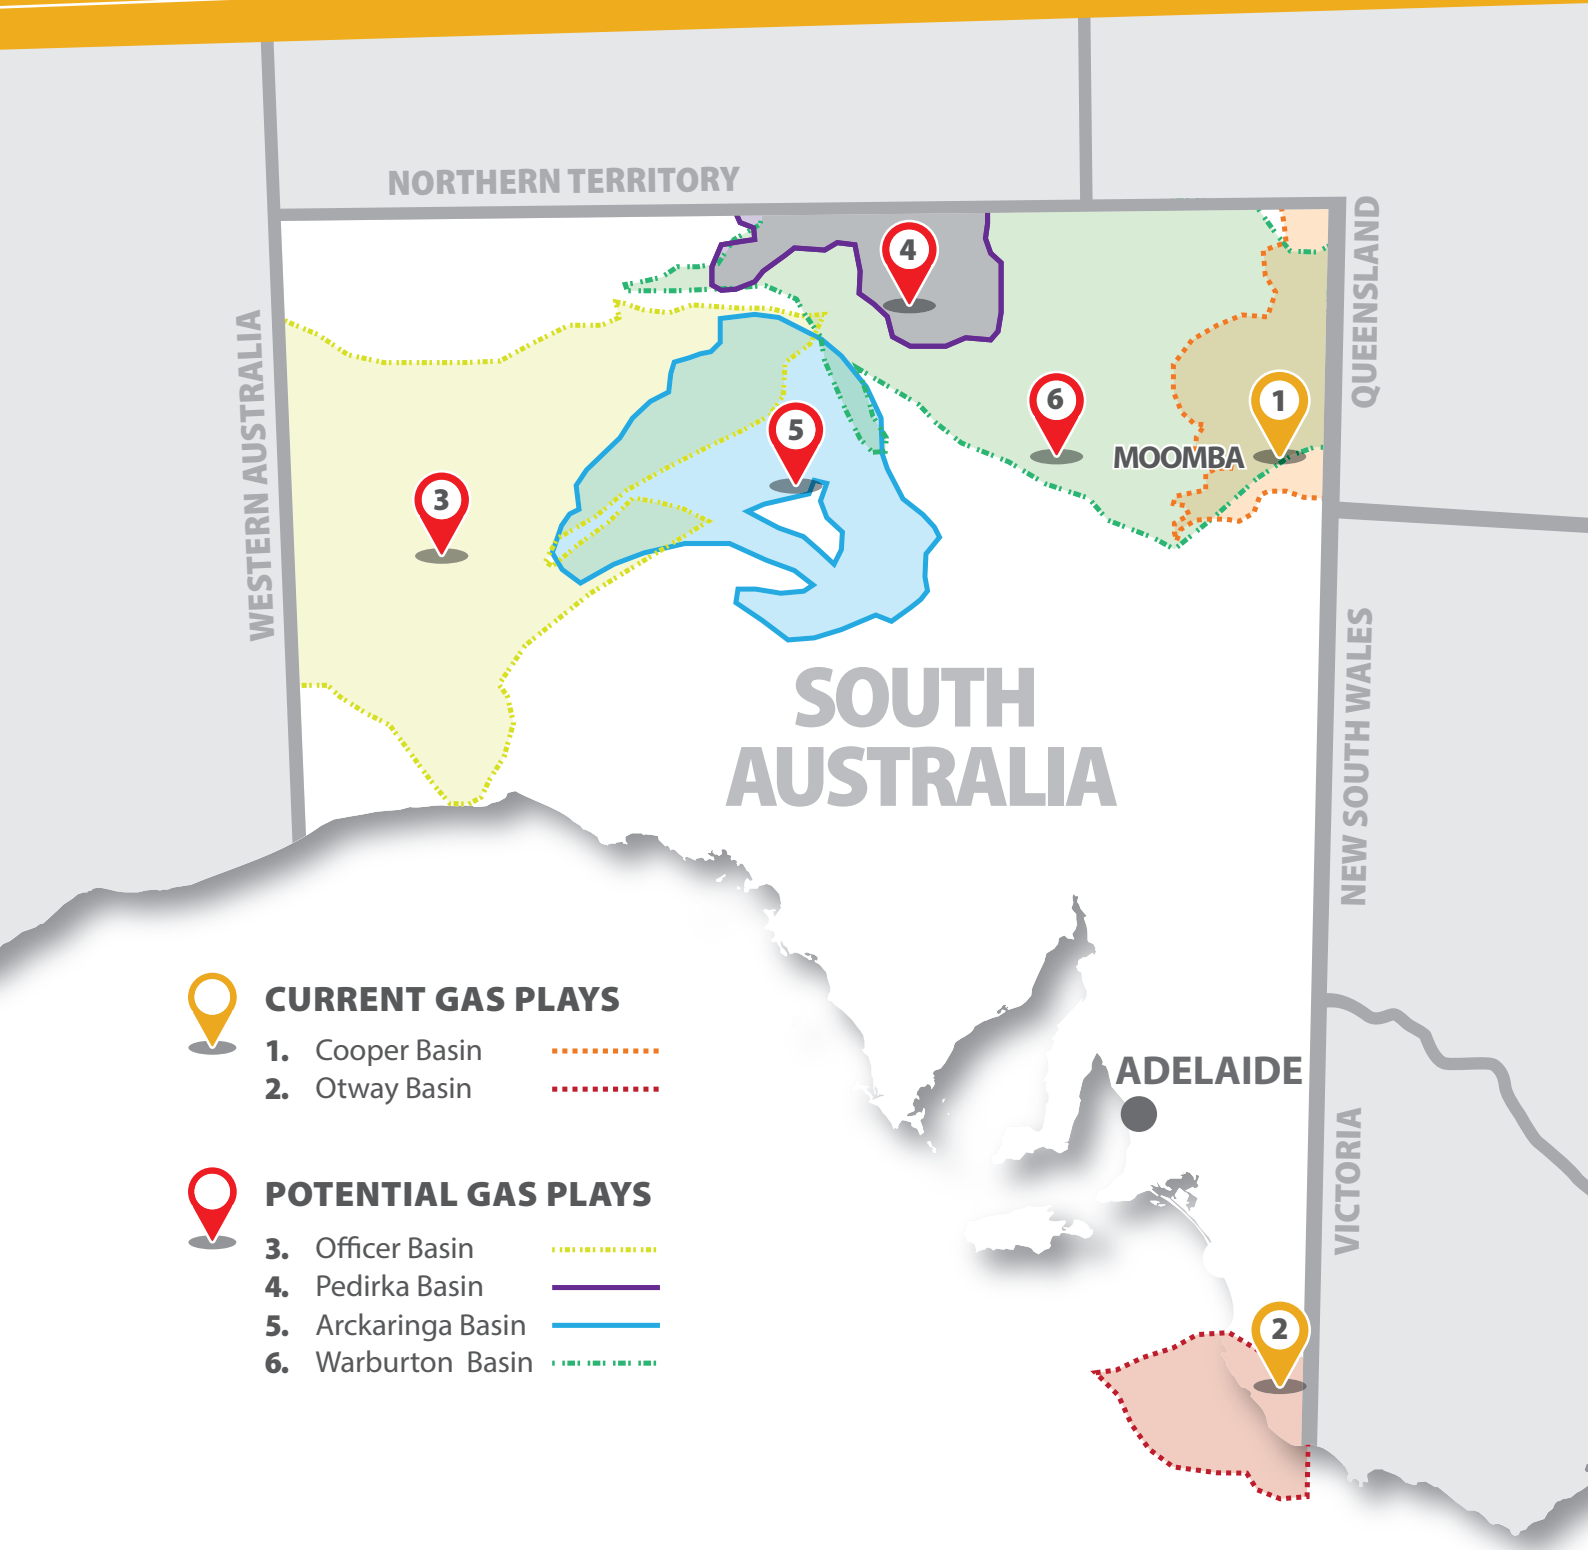 NORTHERN TERRITORY
QUEENSLAND
WESTERN AUSTRALIA
4
6
1
MOOMBA
5
3
SOUTH
AUSTRALIA
NEW SOUTH WALES
CURRENT GAS PLAYS
1. Cooper Basin
2. Otway Basin
ADELAIDE
VICTORIA
POTENTIAL GAS PLAYS
3. Officer Basin
4. Pedirka Basin
5. Arckaringa Basin
6. Warburton Basin
2